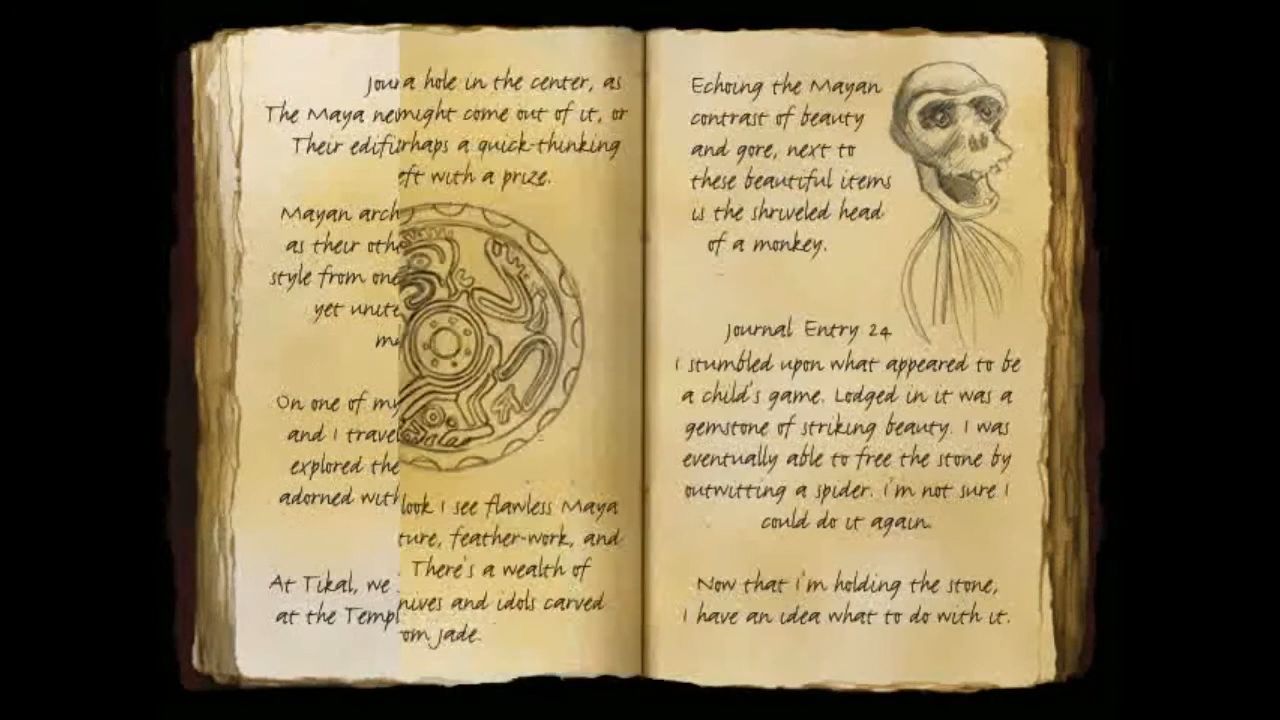 Jour a hole in the center, as
The Maya ne might come out of it, or
Their edifi rhaps a quick-thinking
eft with a prize.
Mayan arch
as their othe
style from one
yet unite
me
On one of my
and I travel
explored the
adorned with look I see flawless Maya
ture, feather-work, and
There's a wealth of
At Tikal, we nives and idols carved
at the Templ om jade.
Echoing the Mayan
contrast of beauty
and gore, next to
these beautiful items
is the shriveled head
of a monkey.
Journal Entry 24
I stumbled upon what appeared to be
a child's game. Lodged in it was a
gemstone of striking beauty. I was
eventually able to free the stone by
outwitting a spider. I'm not sure I
could do it again.
Now that I'm holding the stone,
I have an idea what to do with it.